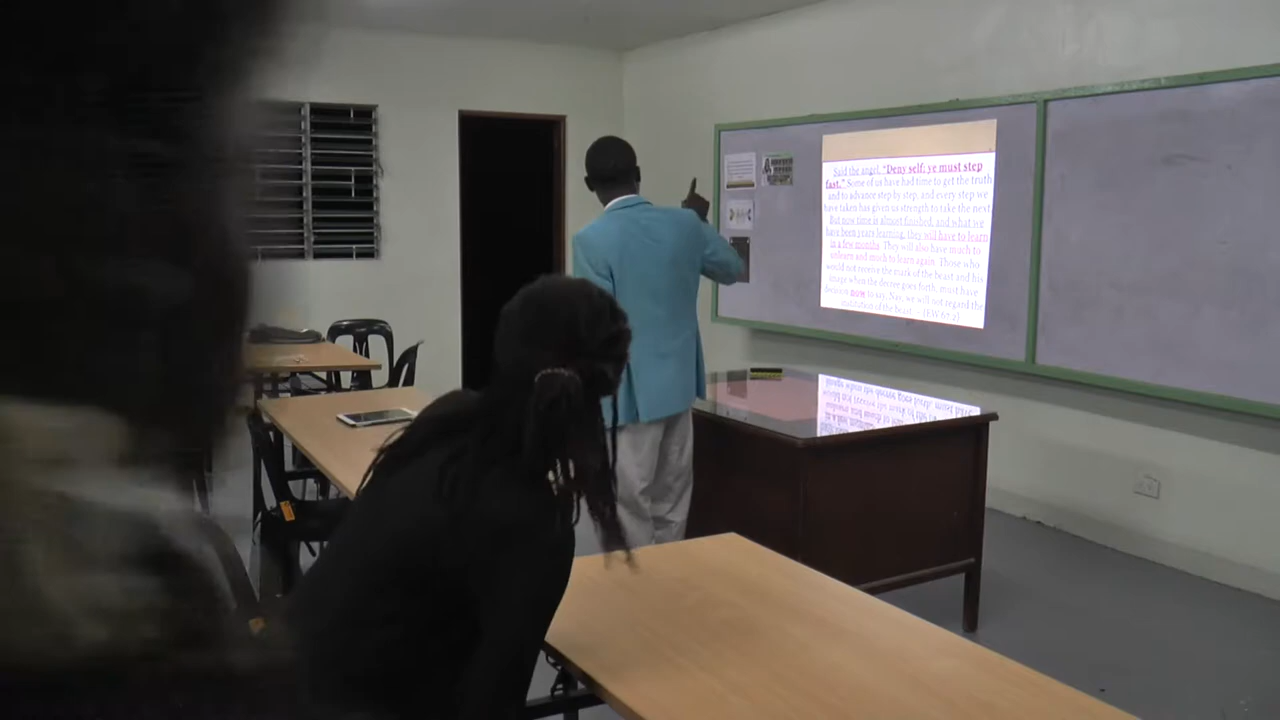 Said the angel, "Deny self; ye must step
fast." Some of us have had time to get the truth
and to advance step by step, and every step we
have taken has given us strength to take the next.
But now time is almost finished, and what we
have been years learning, they will have to learn
in a few months. They will also have much to
unlearn and much to learn again. Those who
would not receive the mark of the beast and his
image when the decree goes forth, must have
decision now to say, Nay, we will not regard the
institution of the beast. – {EW 67.2}